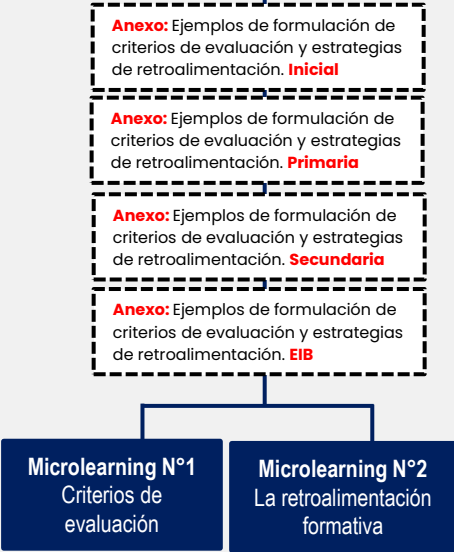 Anexo: Ejemplos de formulación de
criterios de evaluación y estrategias
de retroalimentación. Inicial
Anexo: Ejemplos de formulación de
criterios de evaluación y estrategias
de retroalimentación. Primaria
Anexo: Ejemplos de formulación de
criterios de evaluación y estrategias
de retroalimentación. Secundaria
Anexo: Ejemplos de formulación de
criterios de evaluación y estrategias
de retroalimentación. EIB
Microlearning N°1
Criterios de
evaluación
Microlearning N°2
La retroalimentación
formativa